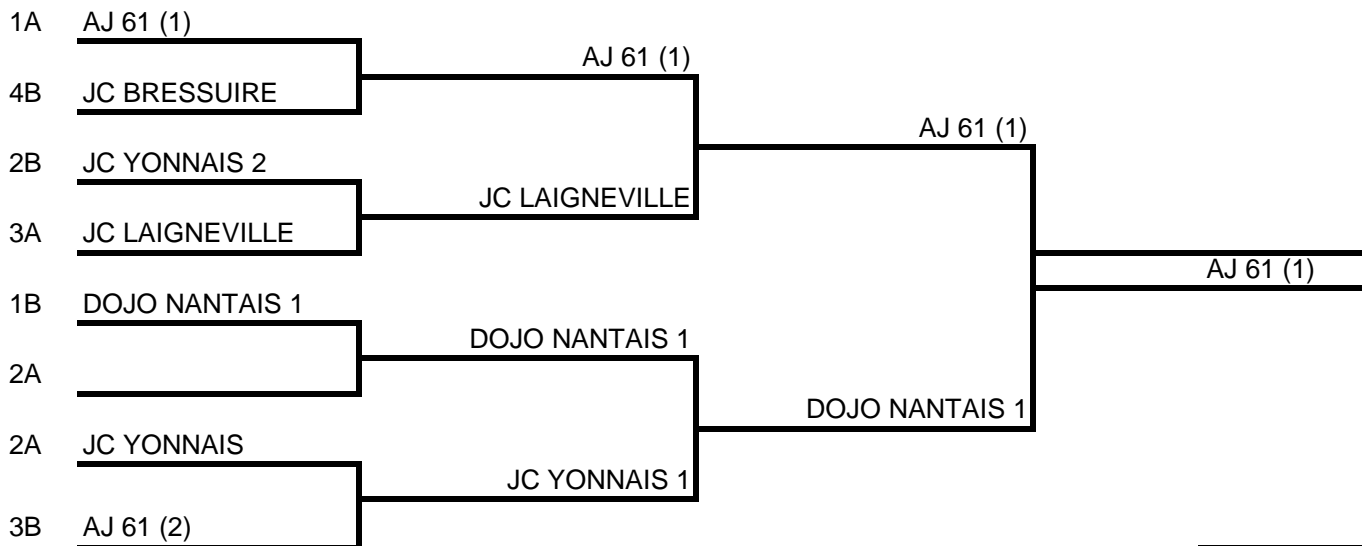 1A AJ 61 (1)
AJ 61 (1)
4B JC BRESSUIRE
AJ 61 (1)
2B JC YONNAIS 2
JC LAIGNEVILLE
3A JC LAIGNEVILLE
AJ 61 (1)
1B DOJO NANTAIS 1
DOJO NANTAIS 1
2A
DOJO NANTAIS 1
2A JC YONNAIS
JC YONNAIS 1
3B AJ 61 (2)